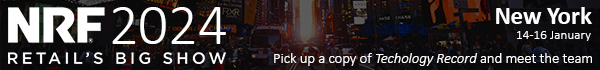 NRF 2024
RETAIL'S BIG SHOW
New York
14-16 January
Pick up a copy of Techology Record and meet the team